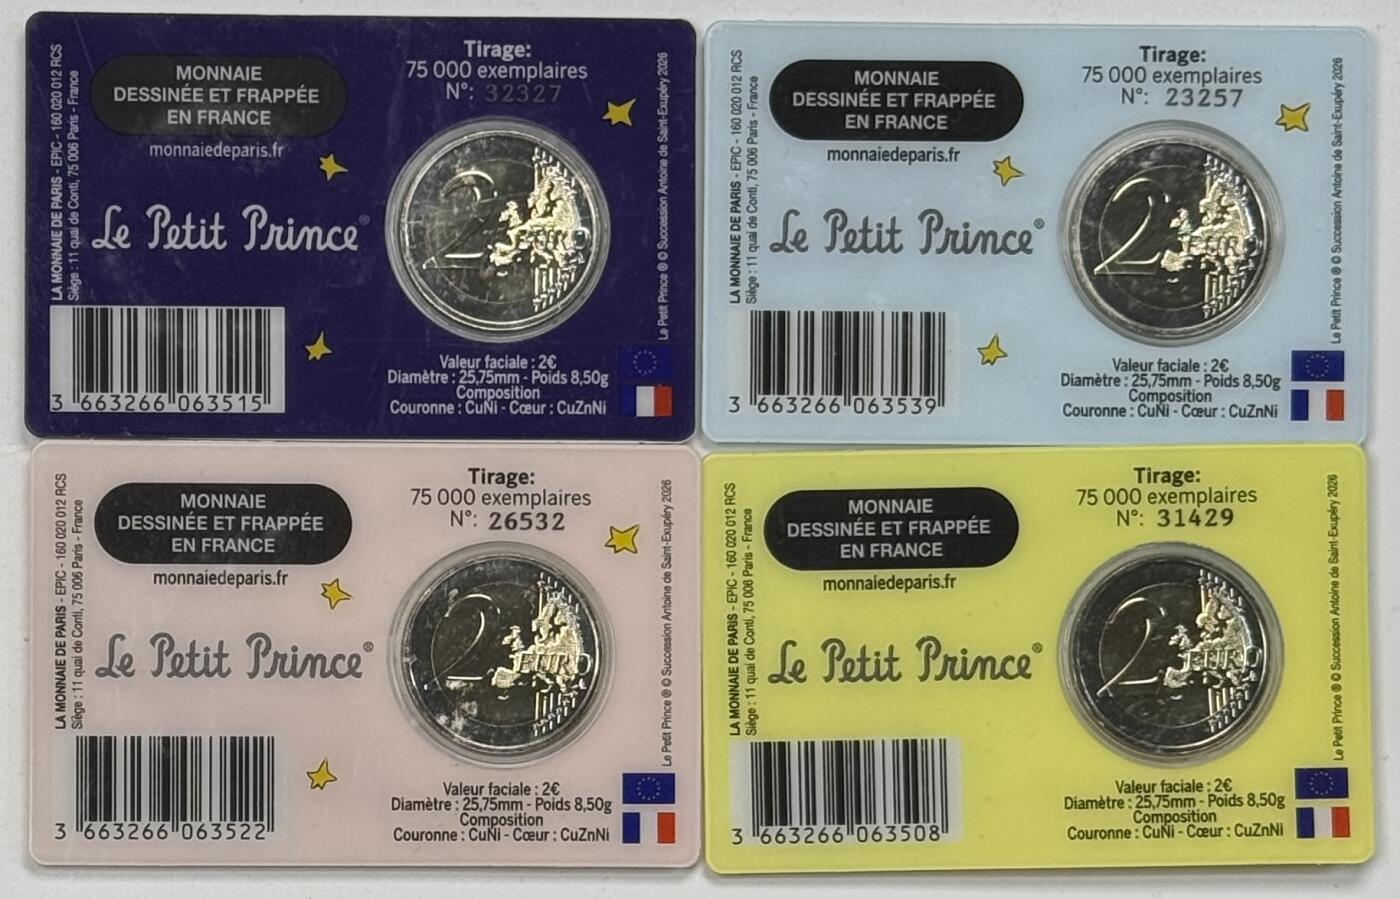 LA MONNAIE DE PARIS - EPIC - 160 020 012 RCS
Siège : 11 quai de Conti, 75 006 Paris - France
MONNAIE
DESSINÉE ET FRAPPÉE
EN FRANCE
monnaiedeparis.fr
Le Petit Prince®
3 663266 063515
Tirage:
75 000 exemplaires
N°: 32327
2 EURO
Valeur faciale : 2€
Diamètre : 25,75mm - Poids 8,50g
Composition
Couronne : CuNi - Cœur : CuZnNi
Le Petit Prince ® © Succession Antoine de Saint-Exupéry 2026
LA MONNAIE DE PARIS - EPIC - 160 020 012 RCS
Siège : 11 quai de Conti, 75 006 Paris - France
MONNAIE
DESSINÉE ET FRAPPÉE
EN FRANCE
monnaiedeparis.fr
Le Petit Prince®
3 663266 063539
Tirage:
75 000 exemplaires
N°: 23257
2 EURO
Valeur faciale : 2€
Diamètre : 25,75mm - Poids 8,50g
Composition
Couronne : CuNi - Cœur : CuZnNi
Le Petit Prince ® © Succession Antoine de Saint-Exupéry 2026
LA MONNAIE DE PARIS - EPIC - 160 020 012 RCS
Siège : 11 quai de Conti, 75 006 Paris - France
MONNAIE
DESSINÉE ET FRAPPÉE
EN FRANCE
monnaiedeparis.fr
Le Petit Prince®
3 663266 063522
Tirage:
75 000 exemplaires
N°: 26532
2 EURO
Valeur faciale : 2€
Diamètre : 25,75mm - Poids 8,50g
Composition
Couronne : CuNi - Cœur : CuZnNi
Le Petit Prince ® © Succession Antoine de Saint-Exupéry 2026
LA MONNAIE DE PARIS - EPIC - 160 020 012 RCS
Siège : 11 quai de Conti, 75 006 Paris - France
MONNAIE
DESSINÉE ET FRAPPÉE
EN FRANCE
monnaiedeparis.fr
Le Petit Prince®
3 663266 063508
Tirage:
75 000 exemplaires
N°: 31429
2 EURO
Valeur faciale : 2€
Diamètre : 25,75mm - Poids 8,50g
Composition
Couronne : CuNi - Cœur : CuZnNi
Le Petit Prince ® © Succession Antoine de Saint-Exupéry 2026